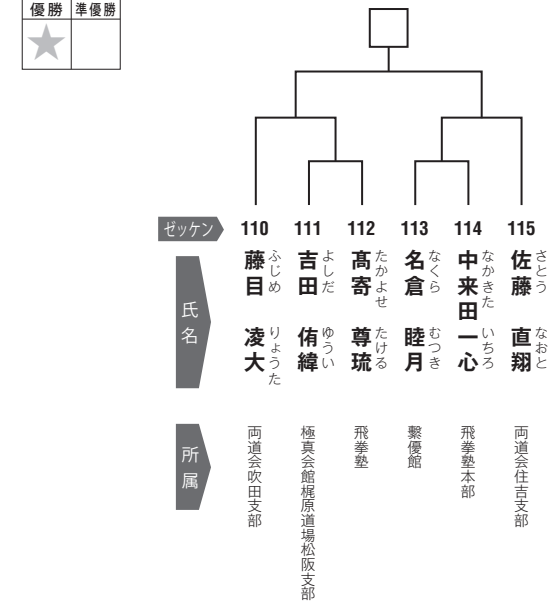 優勝 準優勝
ゼッケン 110 111 112 113 114 115
氏名
藤目 凌大
ふじめ りょうた
吉田 侑緯
よしだ ゆうい
髙寄 尊琉
たかよせ たける
名倉 睦月
なくら むつき
中来田 一心
なかきた いちろ
佐藤 直翔
さとう なおと
所属
両道会吹田支部
極真会館梶原道場松阪支部
飛拳塾
繋優館
飛拳塾本部
両道会住吉支部